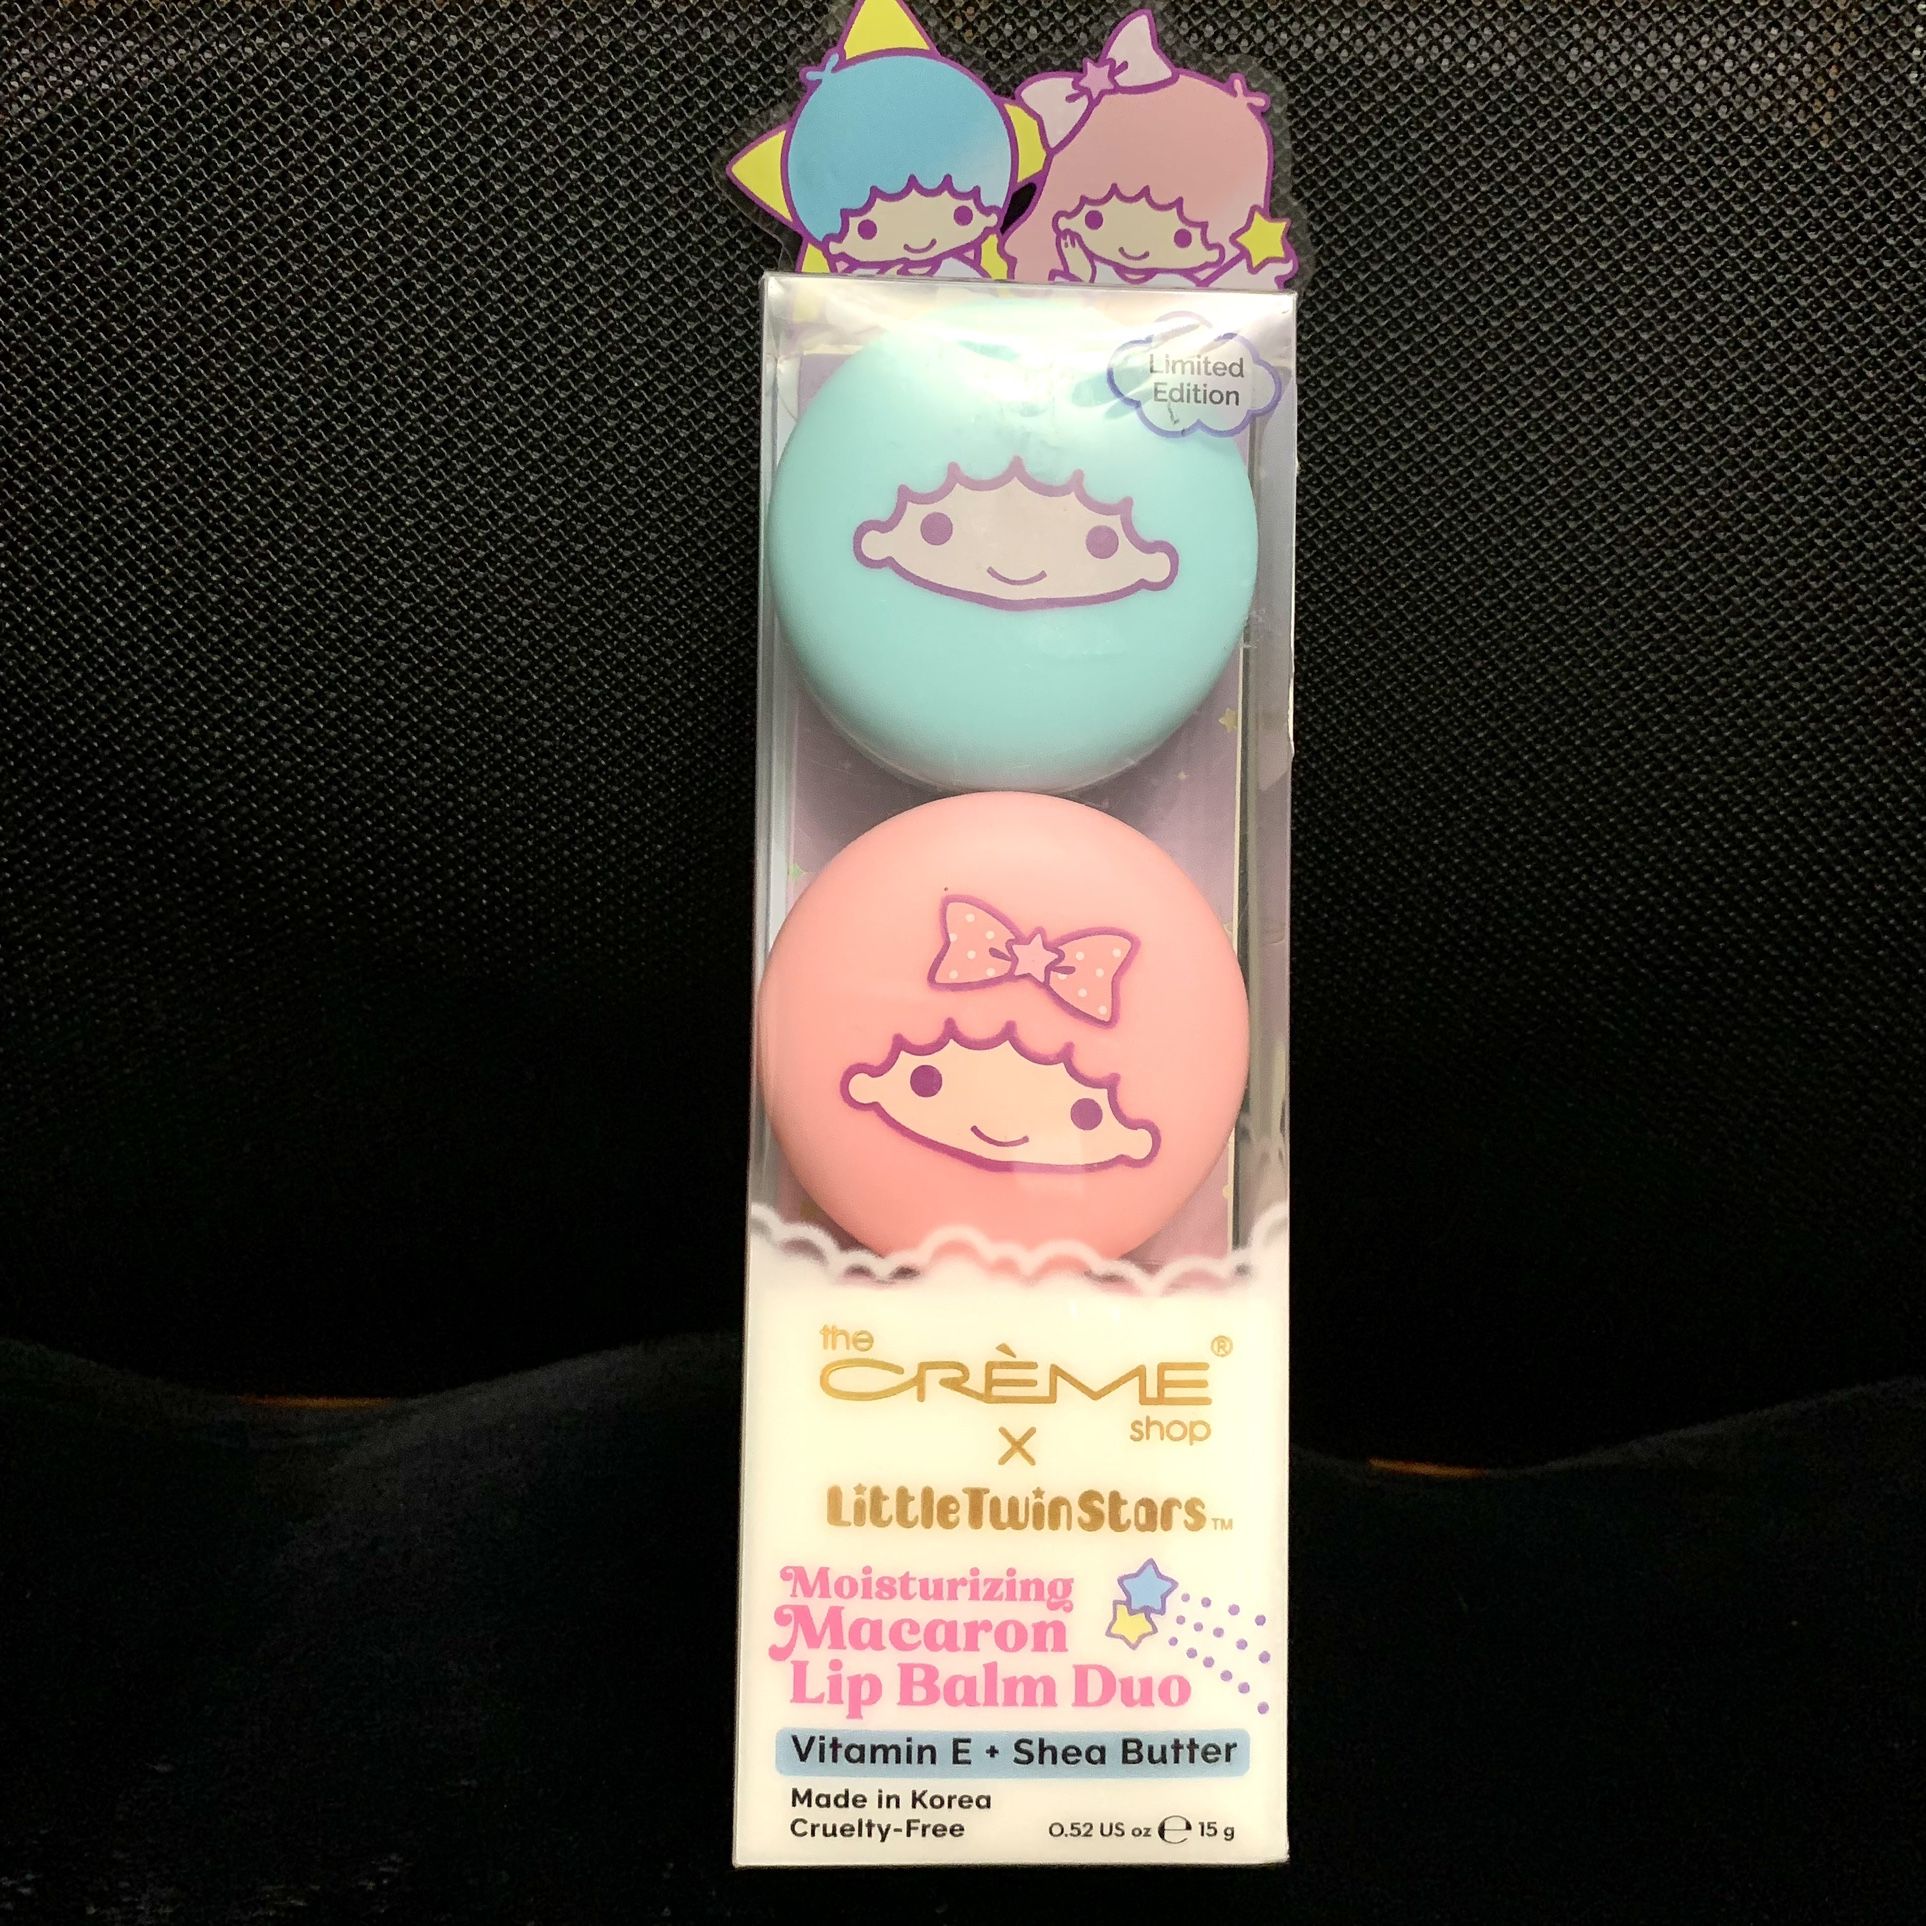 Limited
Edition
the
CRÈME®
shop
X
LittleTwinStars™
Moisturizing
Macaron
Lip Balm Duo
Vitamin E + Shea Butter
Made in Korea
Cruelty-Free
0.52 US oz ℮ 15 g